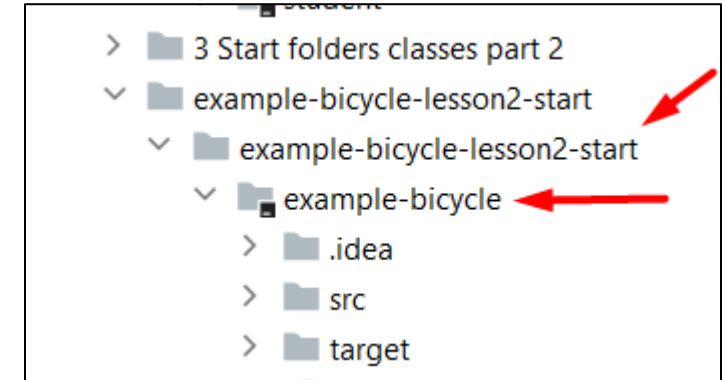 student
3 Start folders classes part 2
example-bicycle-lesson2-start
example-bicycle-lesson2-start
example-bicycle
.idea
src
target